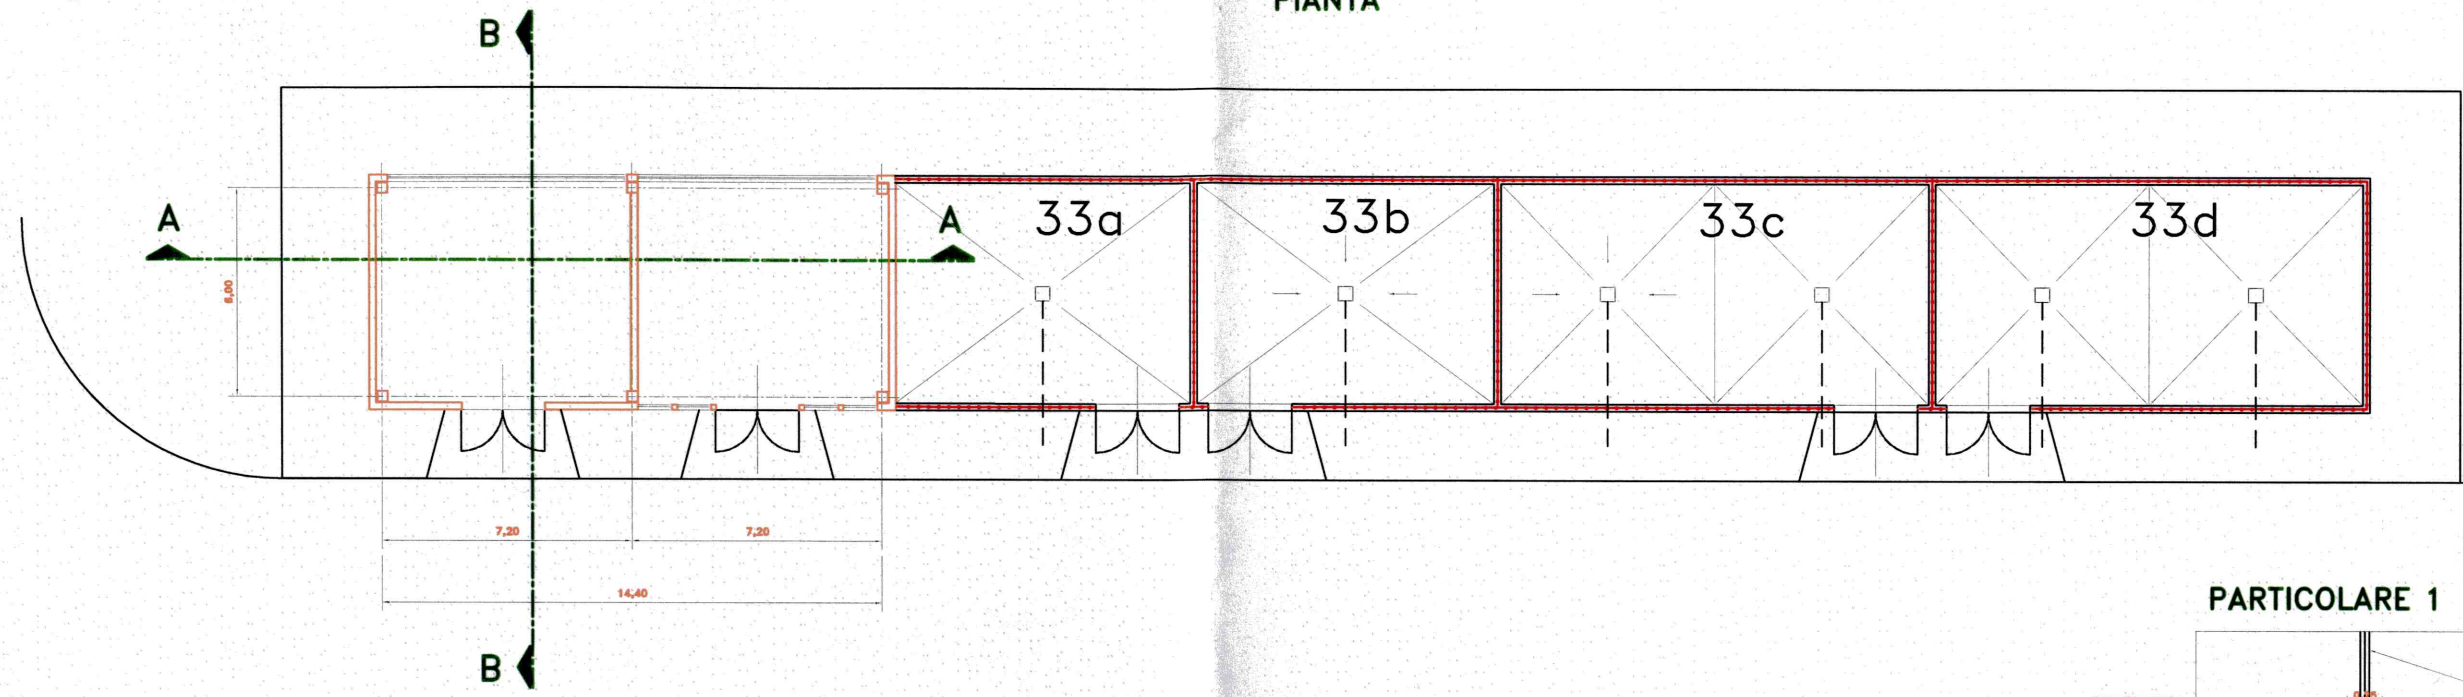 PIANTA
B
A
A
33a
33b
33c
33d
6,00
7,20
7,20
14,40
PARTICOLARE 1
B